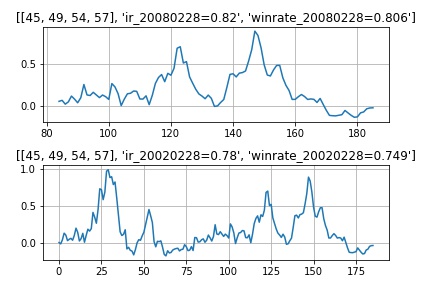 [[45, 49, 54, 57], 'ir_20080228=0.82', 'winrate_20080228=0.806']
0.5
0.0
80 100 120 140 160 180
[[45, 49, 54, 57], 'ir_20020228=0.78', 'winrate_20020228=0.749']
1.0
0.5
0.0
0 25 50 75 100 125 150 175